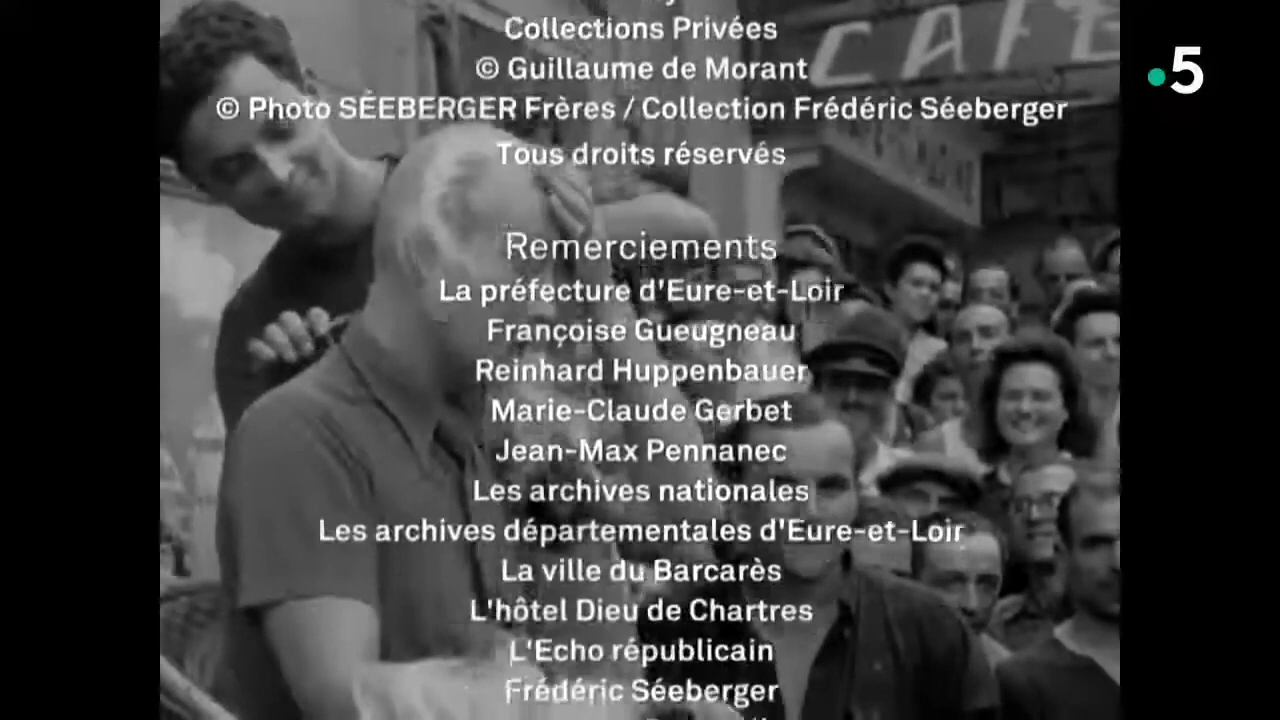 Collections Privées
© Guillaume de Morant
© Photo SÉEBERGER Frères / Collection Frédéric Séeberger
Tous droits réservés
Remerciements
La préfecture d'Eure-et-Loir
Françoise Gueugneau
Reinhard Huppenbauer
Marie-Claude Gerbet
Jean-Max Pennanec
Les archives nationales
Les archives départementales d'Eure-et-Loir
La ville du Barcarès
L'hôtel Dieu de Chartres
L'Echo républicain
Frédéric Séeberger
CAFE
5